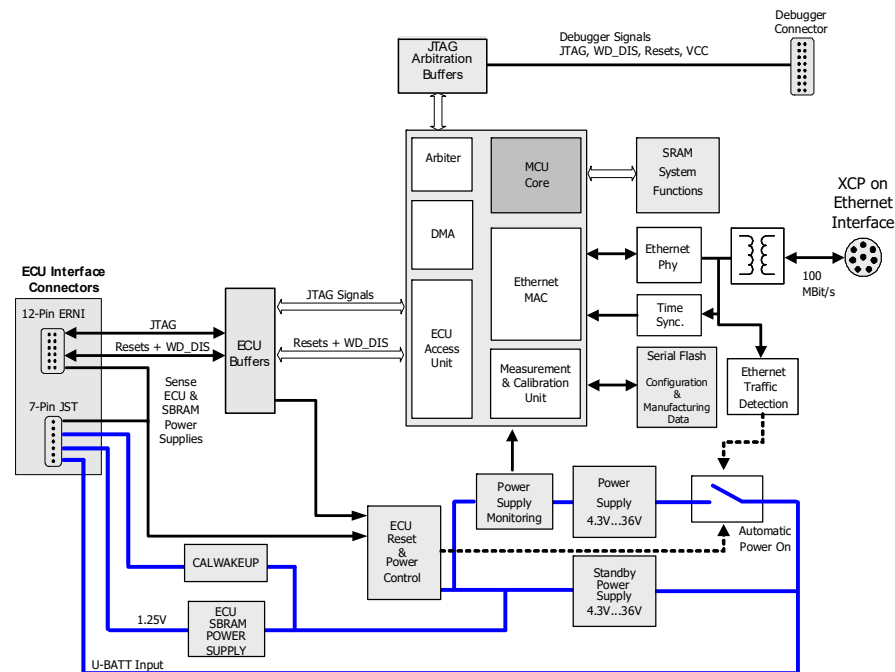 Debugger
Connector
Debugger Signals
JTAG, WD_DIS, Resets, VCC
JTAG
Arbitration
Buffers
Arbiter
MCU
Core
SRAM
System
Functions
XCP on
Ethernet
Interface
DMA
Ethernet
MAC
Ethernet
Phy
100
MBit/s
Time
Sync.
ECU Interface
Connectors
12-Pin ERNI
JTAG
Resets + WD_DIS
ECU
Buffers
JTAG Signals
Resets + WD_DIS
ECU
Access
Unit
Measurement
& Calibration
Unit
Serial Flash
Configuration
&
Manufacturing
Data
Ethernet
Traffic
Detection
Sense
ECU &
SBRAM
Power
Supplies
7-Pin JST
Power
Supply
Monitoring
Power
Supply
4.3V...36V
Automatic
Power On
ECU
Reset
&
Power
Control
CALWAKEUP
Standby
Power
Supply
4.3V...36V
1.25V
ECU
SBRAM
POWER
SUPPLY
U-BATT Input